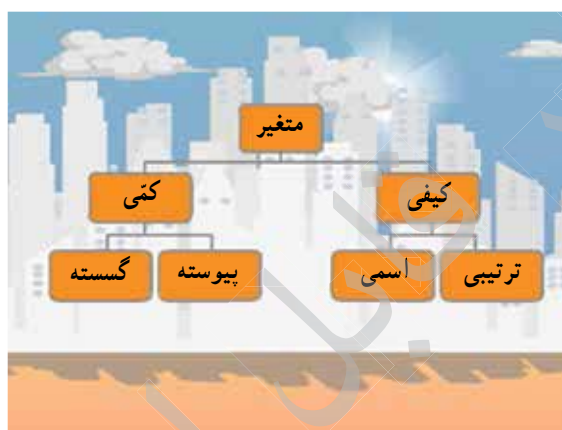 متغیر
کیفی
کمّی
ترتیبی
اسمی
پیوسته
گسسته